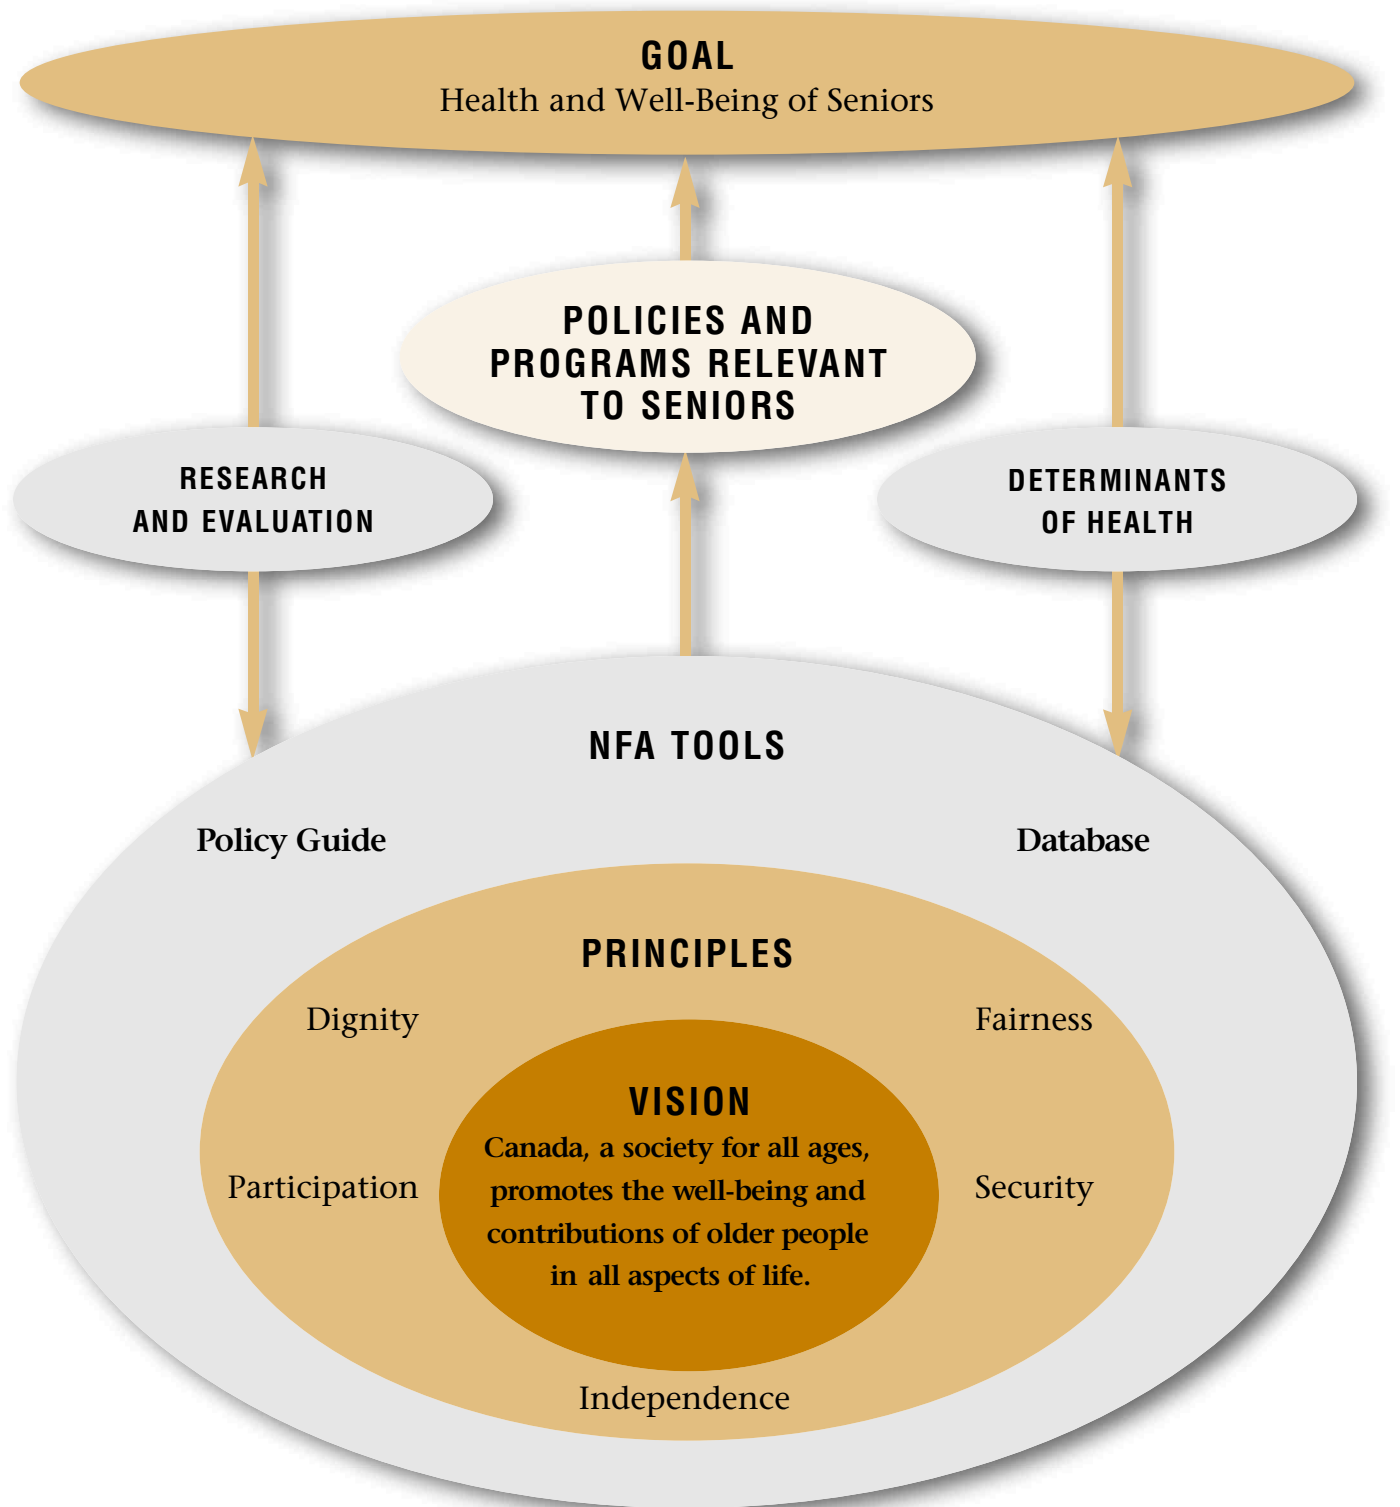 GOAL
Health and Well-Being of Seniors
POLICIES AND
PROGRAMS RELEVANT
TO SENIORS
RESEARCH
AND EVALUATION
DETERMINANTS
OF HEALTH
NFA TOOLS
Policy Guide
Database
PRINCIPLES
Dignity
Fairness
VISION
Canada, a society for all ages,
promotes the well-being and
contributions of older people
in all aspects of life.
Participation
Security
Independence